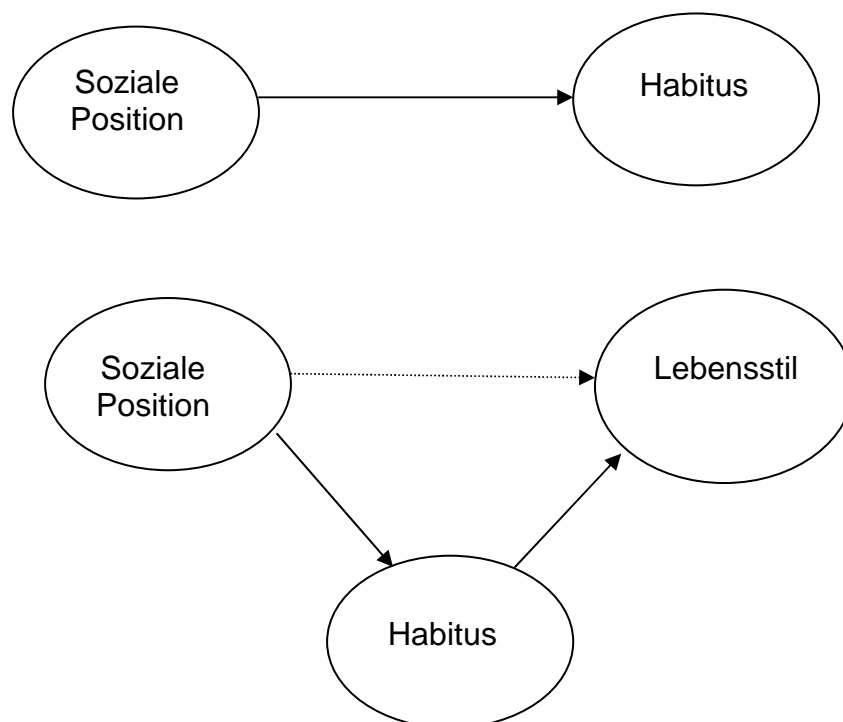 Soziale
Position
Habitus
Soziale
Position
Lebensstil
Habitus